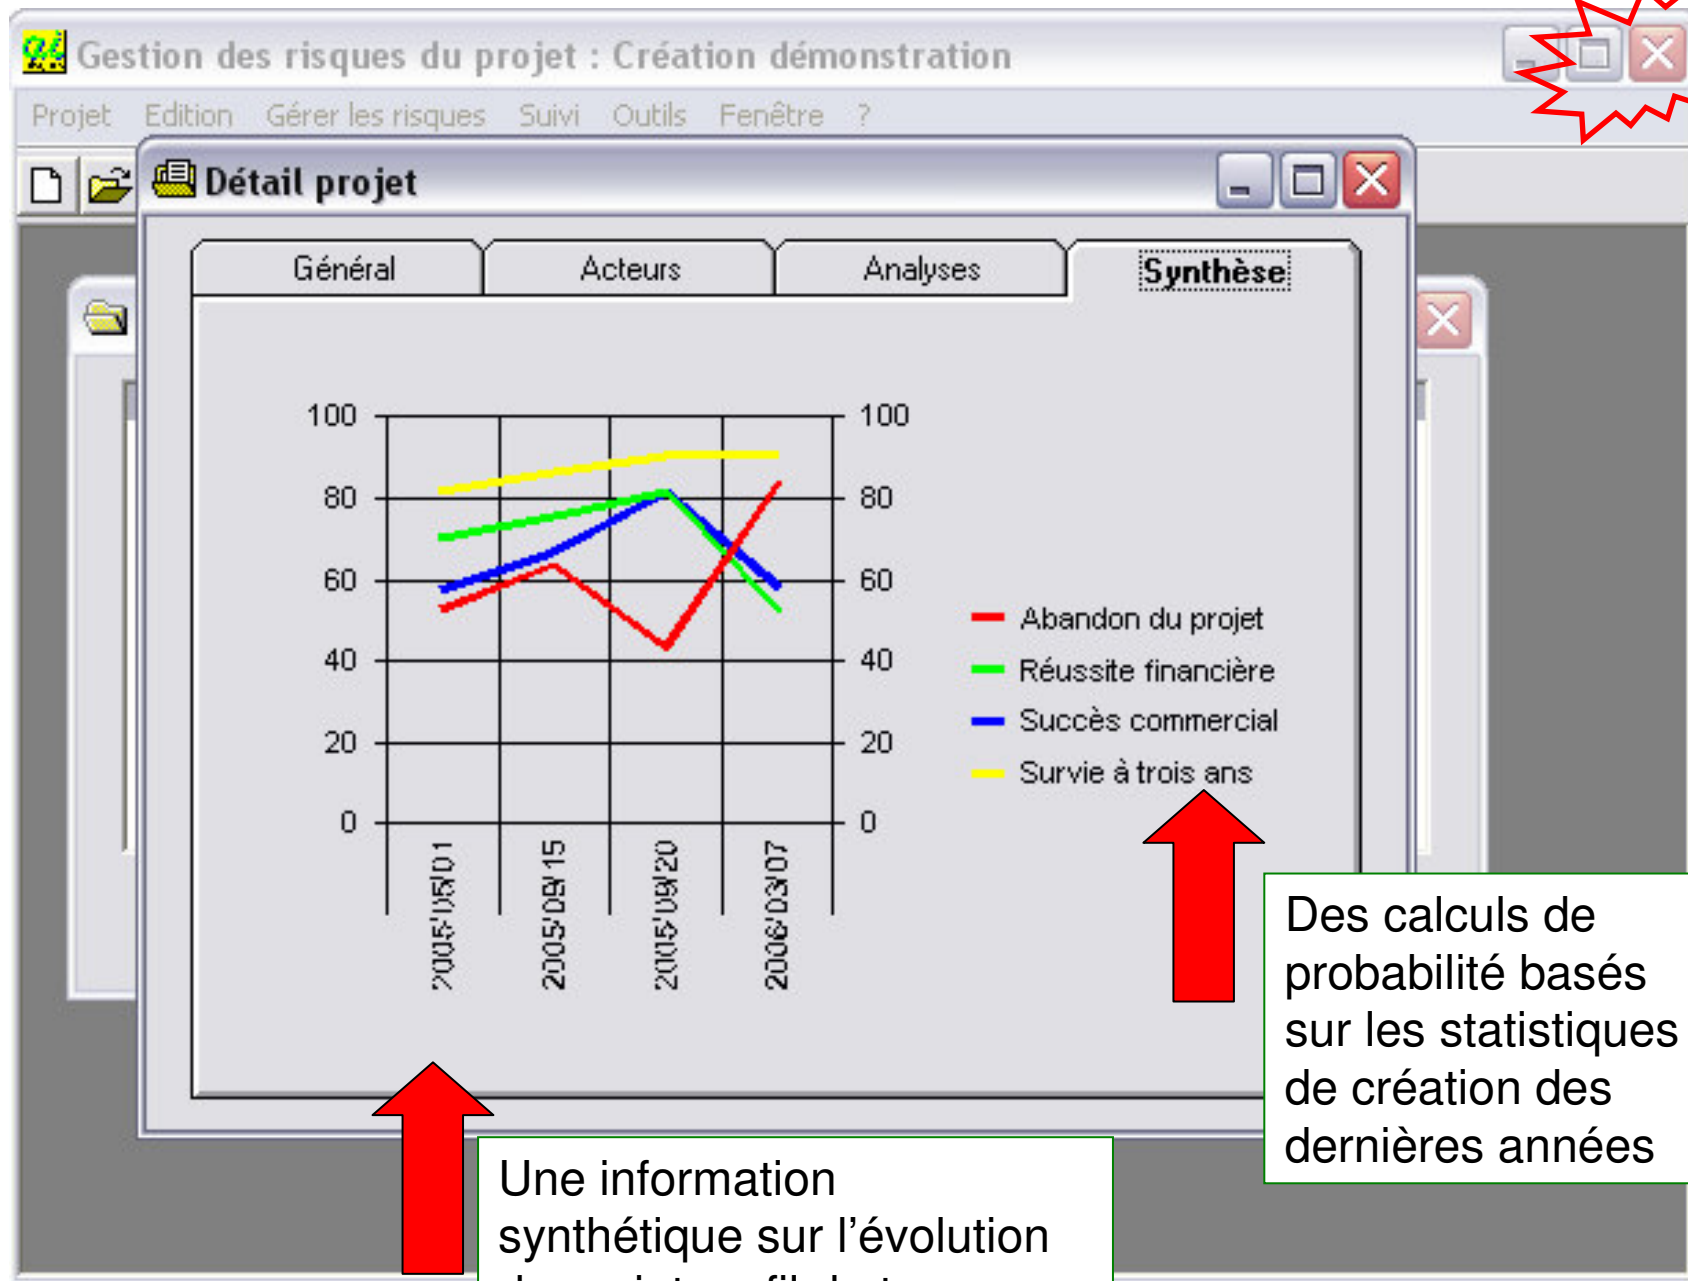 Gestion des risques du projet : Création démonstration
Projet Edition Gérer les risques Suivi Outils Fenêtre ?
Détail projet
Général Acteurs Analyses Synthèse
100 100
80 80
60 60
40 40
20 20
0 0
2005/05/01
2005/09/15
2005/09/20
2006/03/07
Abandon du projet
Réussite financière
Succès commercial
Survie à trois ans
Des calculs de
probabilité basés
sur les statistiques
de création des
dernières années
Une information
synthétique sur l’évolution